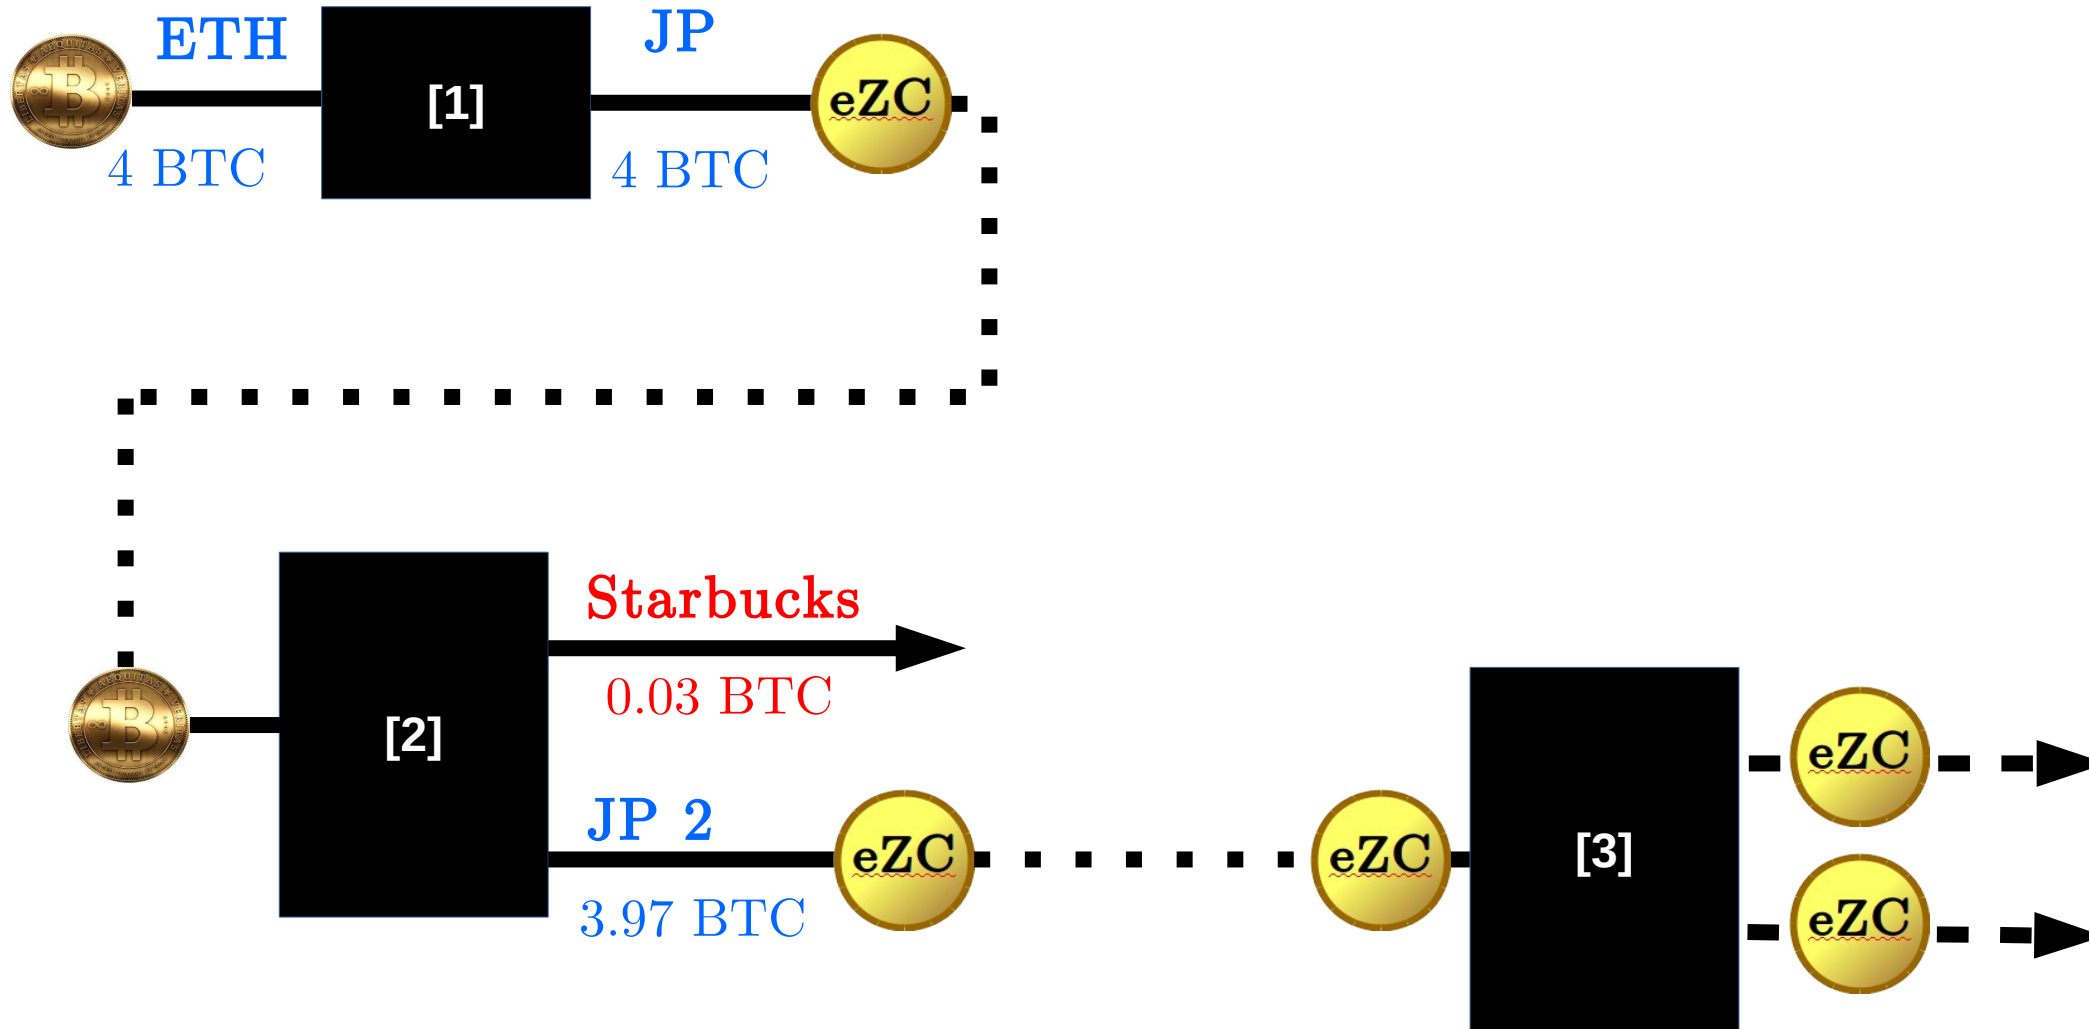 ETH
4 BTC
[1]
JP
4 BTC
eZC
[2]
Starbucks
0.03 BTC
JP 2
3.97 BTC
eZC
eZC
[3]
eZC
eZC